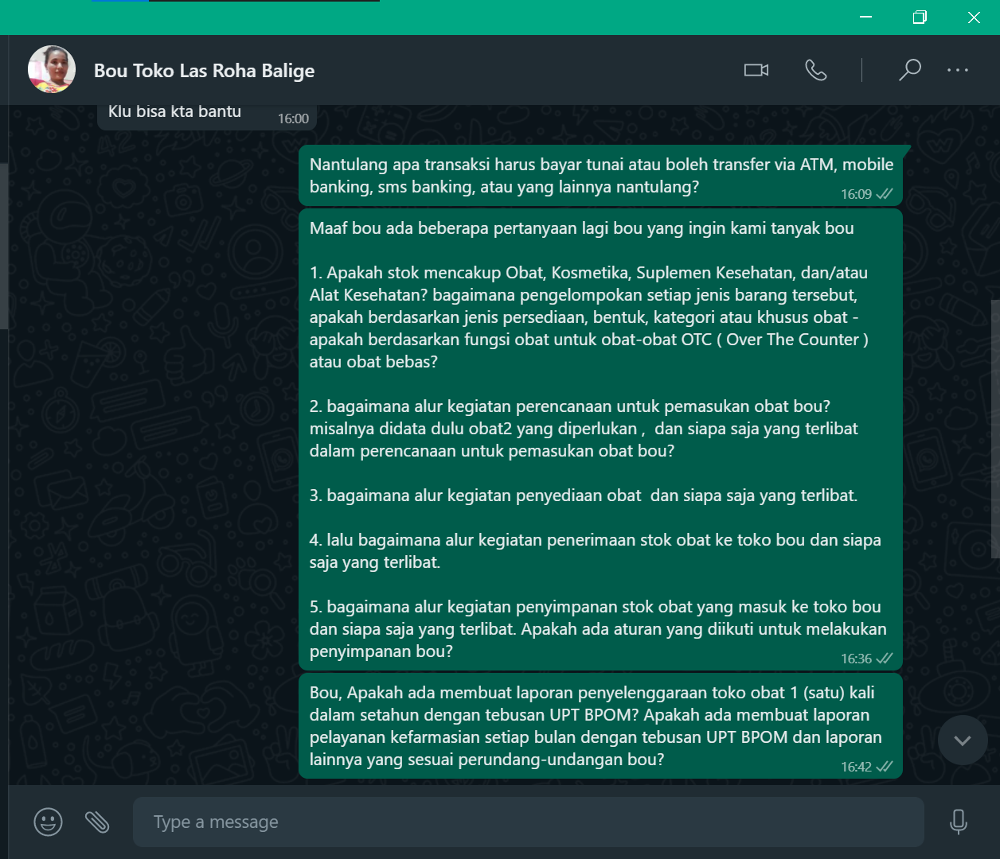 Bou Toko Las Roha Balige
Klu bisa kta bantu
16:00
Nantulang apa transaksi harus bayar tunai atau boleh transfer via ATM, mobile
banking, sms banking, atau yang lainnya nantulang?
16:09
Maaf bou ada beberapa pertanyaan lagi bou yang ingin kami tanyak bou
1. Apakah stok mencakup Obat, Kosmetika, Suplemen Kesehatan, dan/atau
Alat Kesehatan? bagaimana pengelompokan setiap jenis barang tersebut,
apakah berdasarkan jenis persediaan, bentuk, kategori atau khusus obat -
apakah berdasarkan fungsi obat untuk obat-obat OTC ( Over The Counter )
atau obat bebas?
2. bagaimana alur kegiatan perencanaan untuk pemasukan obat bou?
misalnya didata dulu obat2 yang diperlukan ,  dan siapa saja yang terlibat
dalam perencanaan untuk pemasukan obat bou?
3. bagaimana alur kegiatan penyediaan obat  dan siapa saja yang terlibat.
4. lalu bagaimana alur kegiatan penerimaan stok obat ke toko bou dan siapa
saja yang terlibat.
5. bagaimana alur kegiatan penyimpanan stok obat yang masuk ke toko bou
dan siapa saja yang terlibat. Apakah ada aturan yang diikuti untuk melakukan
penyimpanan bou?
16:36
Bou, Apakah ada membuat laporan penyelenggaraan toko obat 1 (satu) kali
dalam setahun dengan tebusan UPT BPOM? Apakah ada membuat laporan
pelayanan kefarmasian setiap bulan dengan tebusan UPT BPOM dan laporan
lainnya yang sesuai perundang-undangan bou?
16:42
Type a message